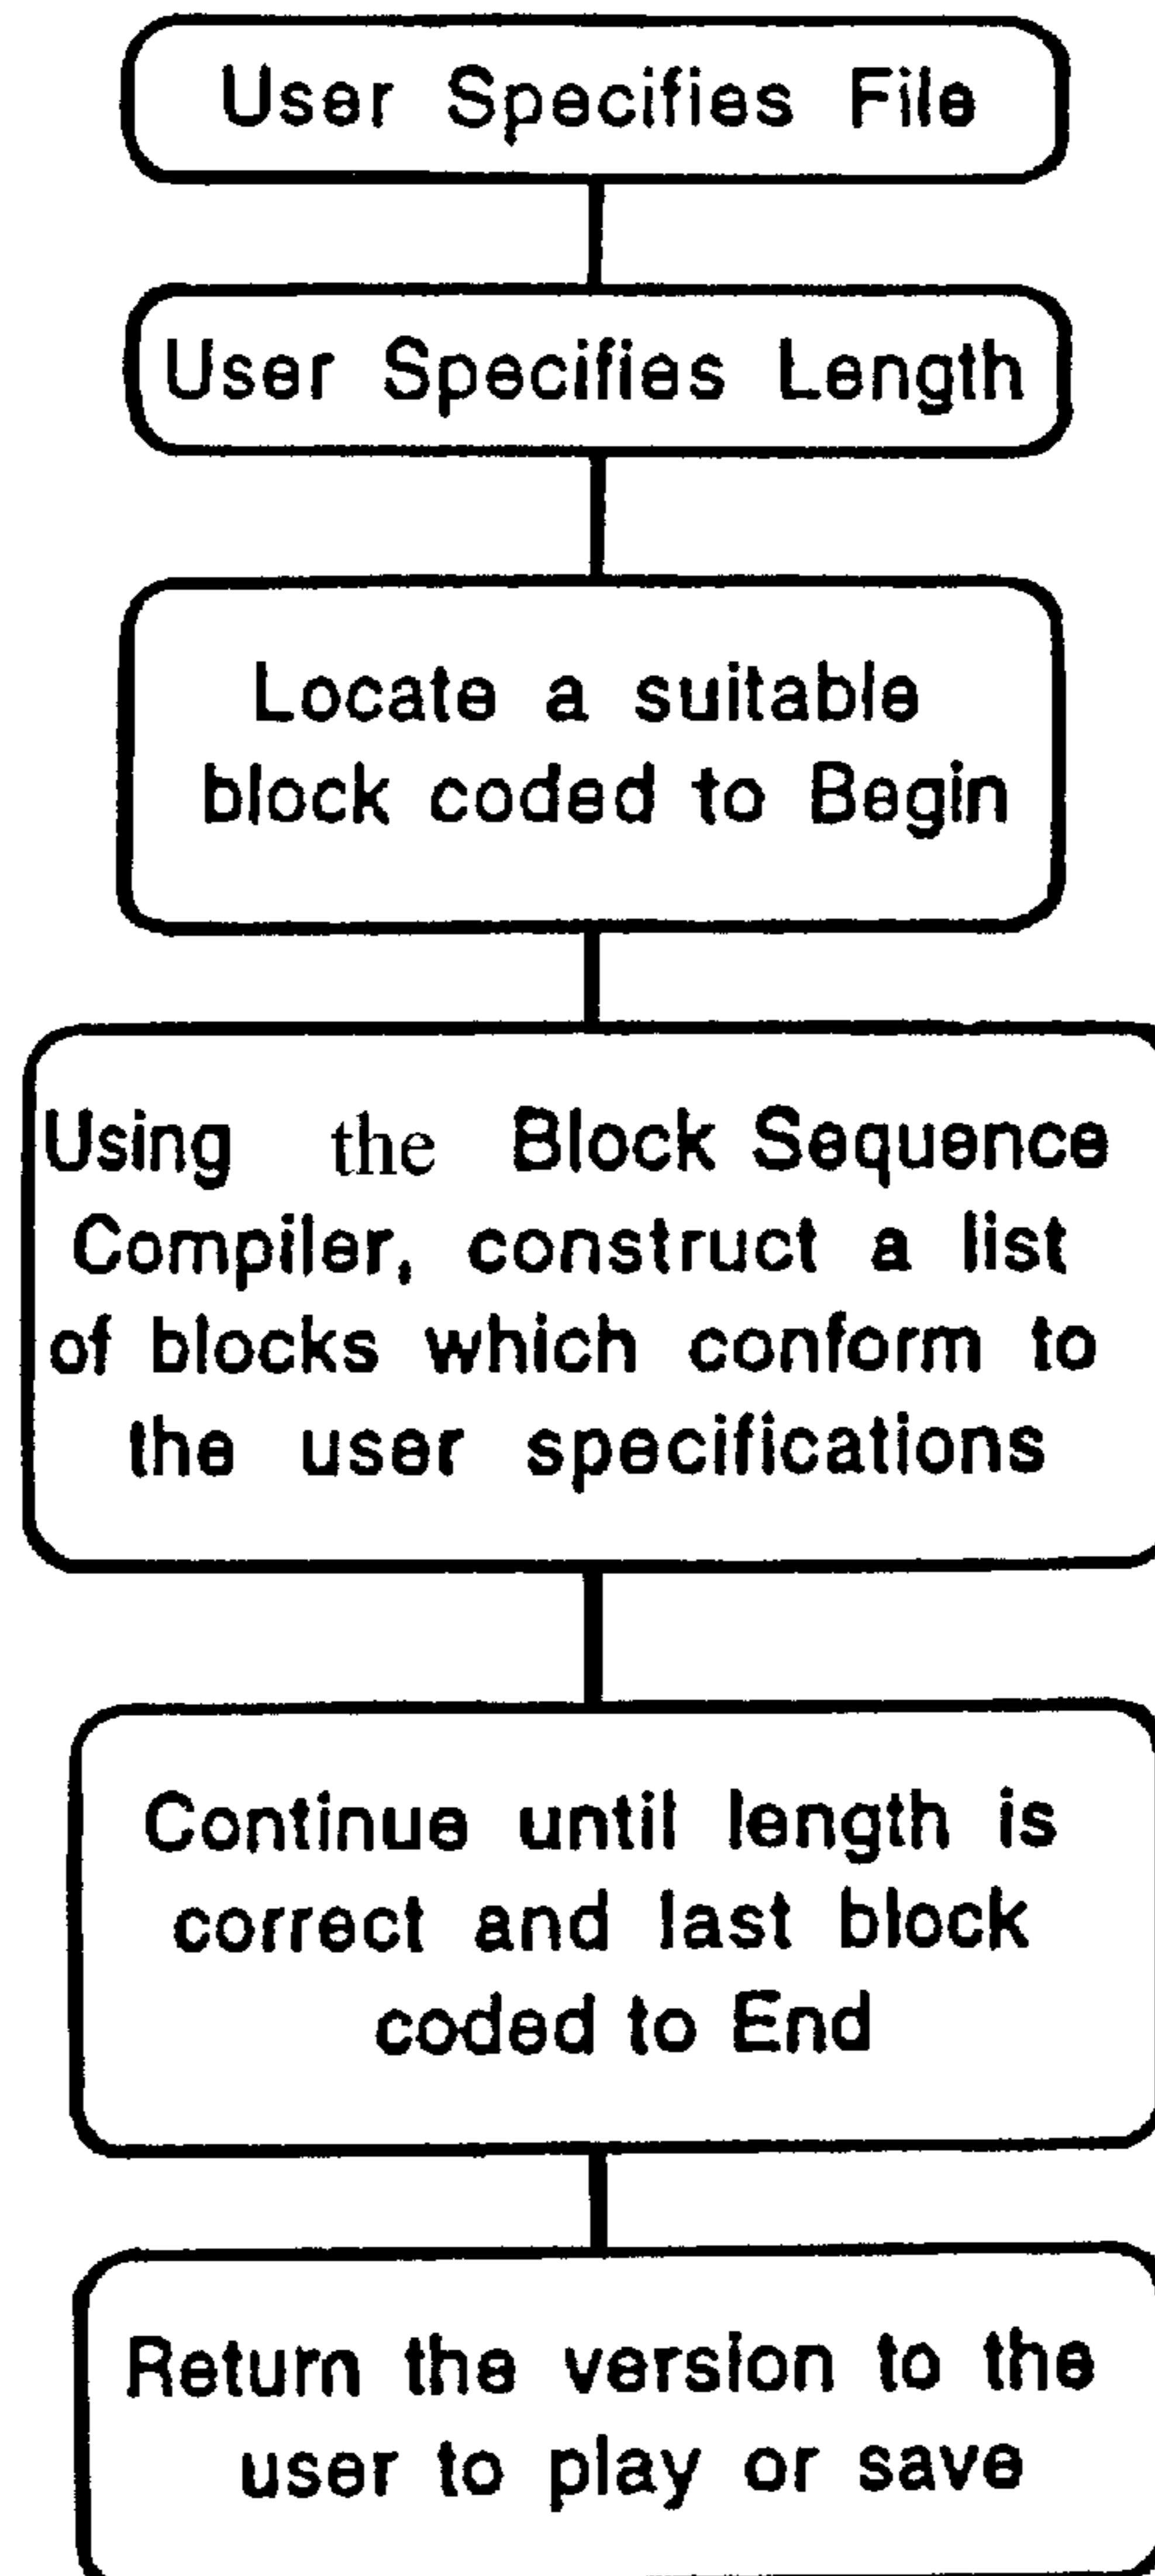 User Specifies File
User Specifies Length
Locate a suitable
block coded to Begin
Using the Block Sequence
Compiler, construct a list
of blocks which conform to
the user specifications
Continue until length is
correct and last block
coded to End
Return the version to the
user to play or save